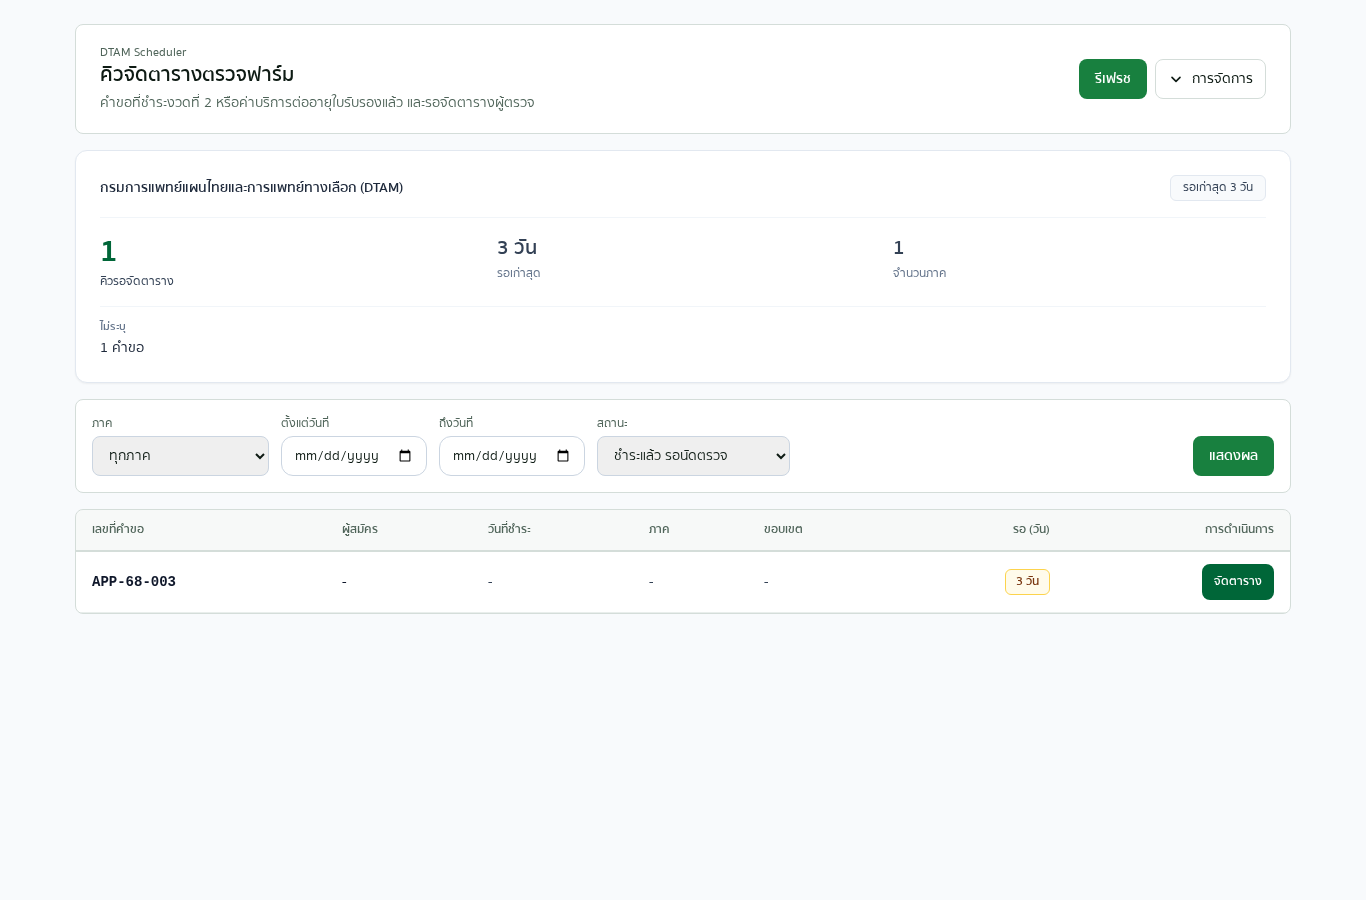 DTAM Scheduler
คิวจัดตารางตรวจฟาร์ม
คำขอที่ชำระงวดที่ 2 หรือค่าบริการต่ออายุใบรับรองแล้ว และรอจัดตารางผู้ตรวจ
รีเฟรช
การจัดการ
กรมการแพทย์แผนไทยและการแพทย์ทางเลือก (DTAM)
รอเก่าสุด 3 วัน
1
คิวรอจัดตาราง
3 วัน
รอเก่าสุด
1
จำนวนภาค
ไม่ระบุ
1 คำขอ
ภาค
ทุกภาค
ตั้งแต่วันที่
mm/dd/yyyy
ถึงวันที่
mm/dd/yyyy
สถานะ
ชำระแล้ว รอนัดตรวจ
แสดงผล
เลขที่คำขอ ผู้สมัคร วันที่ชำระ ภาค ขอบเขต รอ (วัน) การดำเนินการ
APP-68-003 - - - - 3 วัน จัดตาราง